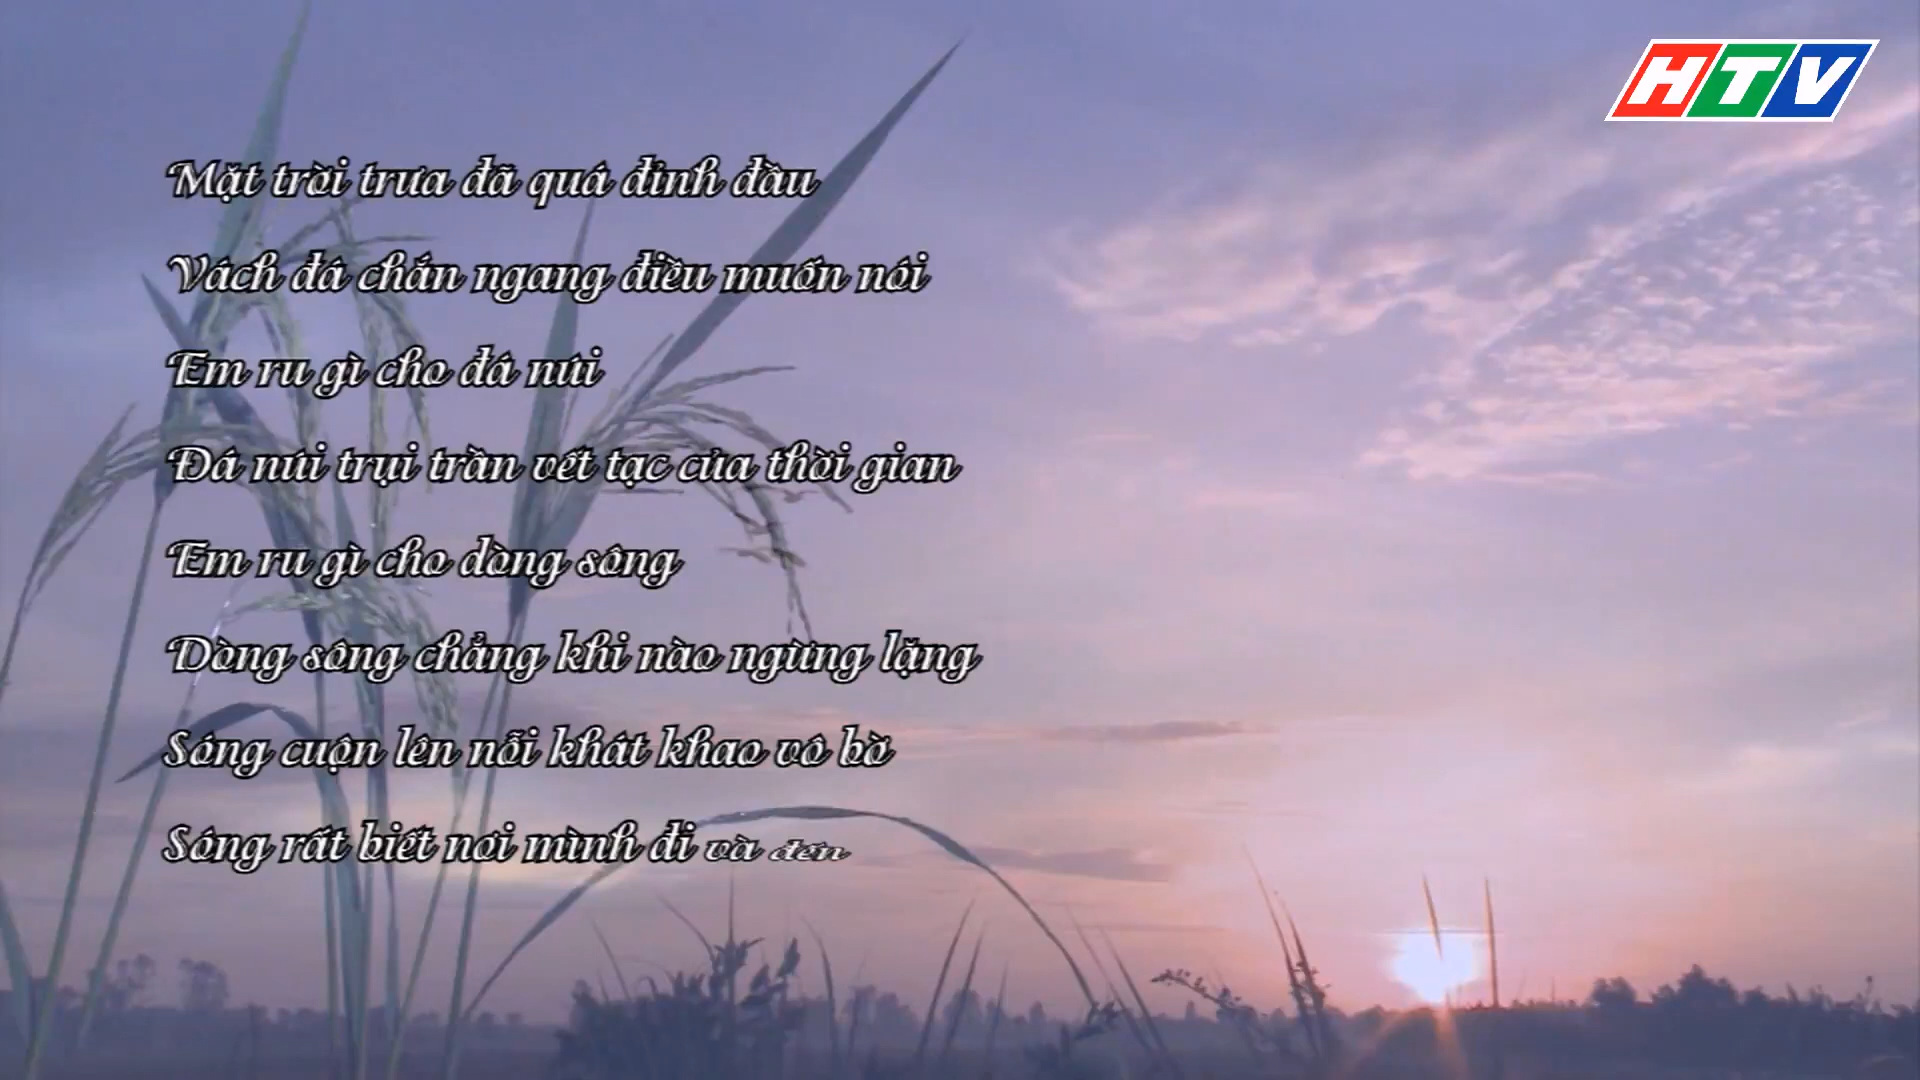 HTV
Mặt trời trưa đã quá đỉnh đầu
Vách đá chắn ngang điều muốn nói
Em ru gì cho đá núi
Đá núi trụi trần vết tạc của thời gian
Em ru gì cho dòng sông
Dòng sông chẳng khi nào ngừng lặng
Sóng cuộn lên nỗi khát khao vô bờ
Sóng rất biết nơi mình đi và đến